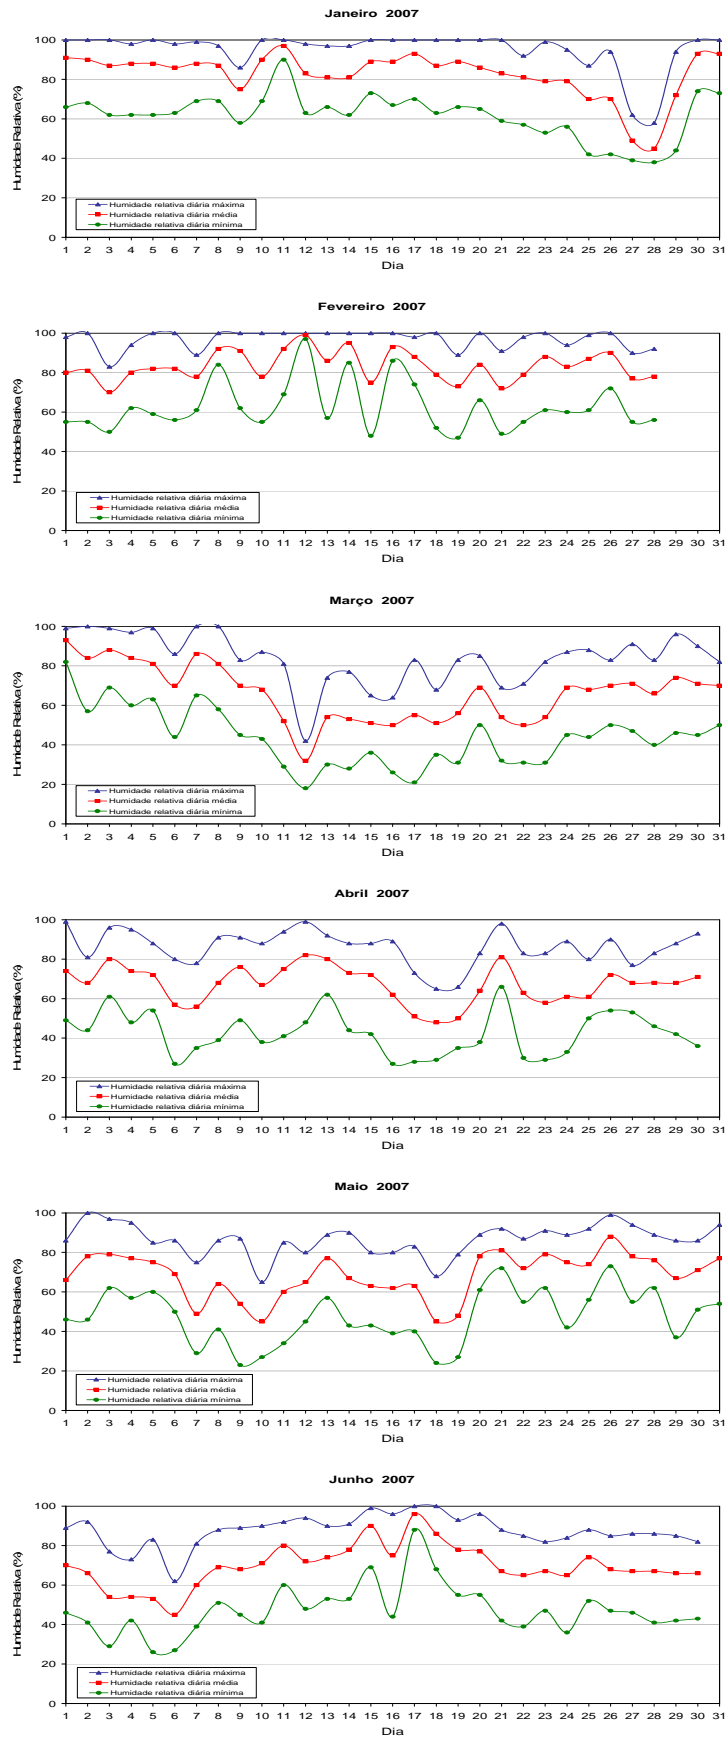 Janeiro 2007
Humidade Relativa (%)
100
80
60
40
20
0
Humidade relativa diária máxima
Humidade relativa diária média
Humidade relativa diária mínima
1 2 3 4 5 6 7 8 9 10 11 12 13 14 15 16 17 18 19 20 21 22 23 24 25 26 27 28 29 30 31
Dia
Fevereiro 2007
Humidade Relativa (%)
100
80
60
40
20
0
Humidade relativa diária máxima
Humidade relativa diária média
Humidade relativa diária mínima
1 2 3 4 5 6 7 8 9 10 11 12 13 14 15 16 17 18 19 20 21 22 23 24 25 26 27 28 29 30 31
Dia
Março 2007
Humidade Relativa (%)
100
80
60
40
20
0
Humidade relativa diária máxima
Humidade relativa diária média
Humidade relativa diária mínima
1 2 3 4 5 6 7 8 9 10 11 12 13 14 15 16 17 18 19 20 21 22 23 24 25 26 27 28 29 30 31
Dia
Abril 2007
Humidade Relativa (%)
100
80
60
40
20
0
Humidade relativa diária máxima
Humidade relativa diária média
Humidade relativa diária mínima
1 2 3 4 5 6 7 8 9 10 11 12 13 14 15 16 17 18 19 20 21 22 23 24 25 26 27 28 29 30 31
Dia
Maio 2007
Humidade Relativa (%)
100
80
60
40
20
0
Humidade relativa diária máxima
Humidade relativa diária média
Humidade relativa diária mínima
1 2 3 4 5 6 7 8 9 10 11 12 13 14 15 16 17 18 19 20 21 22 23 24 25 26 27 28 29 30 31
Dia
Junho 2007
Humidade Relativa (%)
100
80
60
40
20
0
Humidade relativa diária máxima
Humidade relativa diária média
Humidade relativa diária mínima
1 2 3 4 5 6 7 8 9 10 11 12 13 14 15 16 17 18 19 20 21 22 23 24 25 26 27 28 29 30 31
Dia